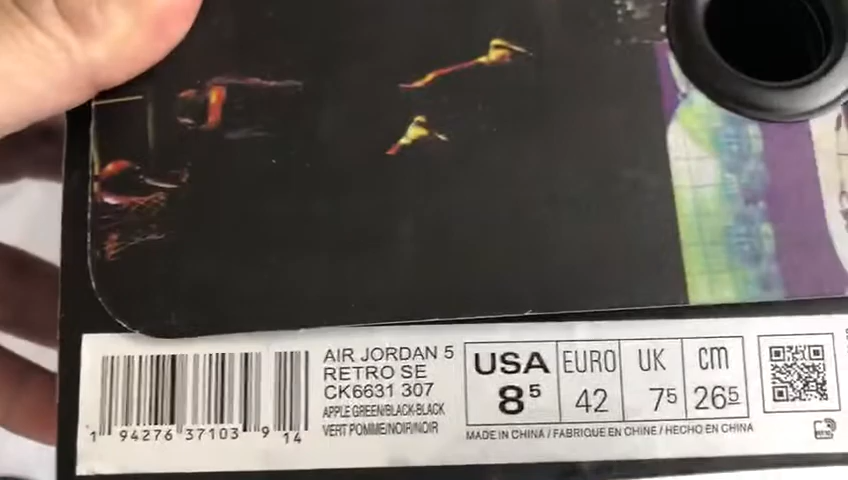 AIR JORDAN 5
RETRO SE
CK6631 307
APPLE GREEN/BLACK-BLACK
VERT POMME/NOIR/NOIR
1 94276 37103 9 14
USA EURO UK cm
8⁵ 42 7⁵ 26⁵
MADE IN CHINA / FABRIQUE EN CHINE / HECHO EN CHINA